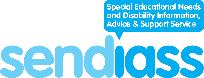 Special Educational Needs
and Disability Information,
Advice & Support Service
sendiass